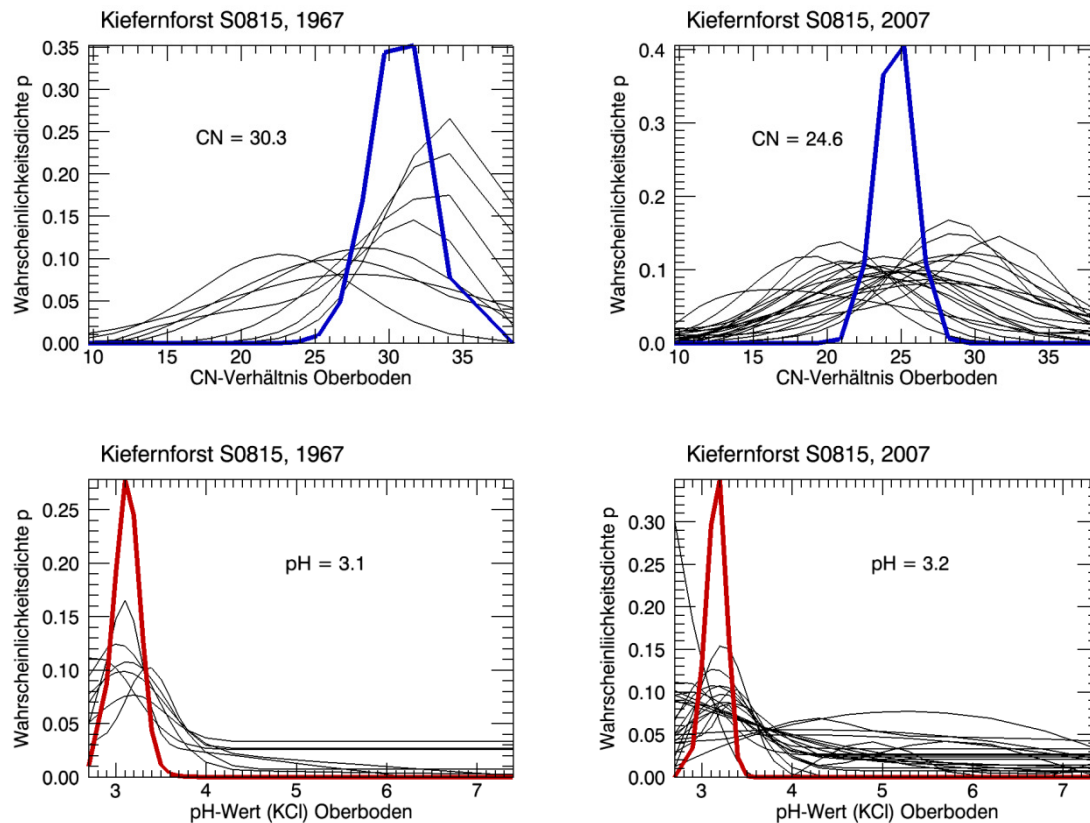 Kiefernforst S0815, 1967
0.35
0.30
0.25
0.20
0.15
0.10
0.05
0.00
Wahrscheinlichkeitsdichte p
CN = 30.3
10 15 20 25 30 35
CN-Verhältnis Oberboden
Kiefernforst S0815, 2007
0.4
0.3
0.2
0.1
0.0
Wahrscheinlichkeitsdichte p
CN = 24.6
10 15 20 25 30 35
CN-Verhältnis Oberboden
Kiefernforst S0815, 1967
0.25
0.20
0.15
0.10
0.05
0.00
Wahrscheinlichkeitsdichte p
pH = 3.1
3 4 5 6 7
pH-Wert (KCl) Oberboden
Kiefernforst S0815, 2007
0.30
0.25
0.20
0.15
0.10
0.05
0.00
Wahrscheinliichkeitsdichte p
pH = 3.2
3 4 5 6 7
pH-Wert (KCl) Oberboden